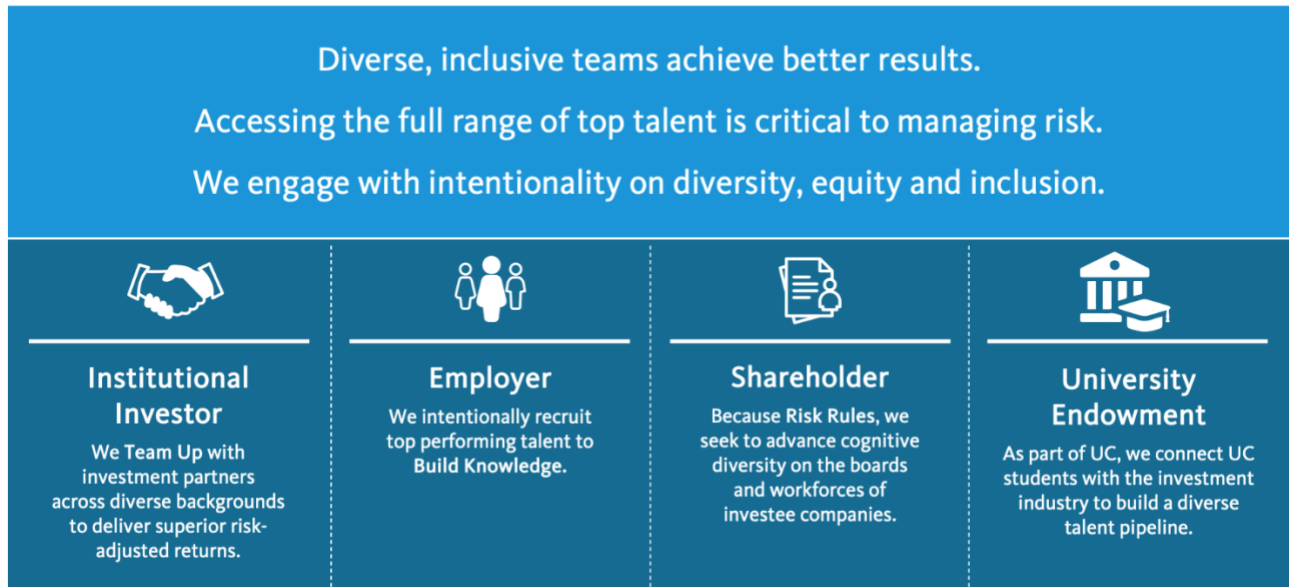 Diverse, inclusive teams achieve better results.
Accessing the full range of top talent is critical to managing risk.
We engage with intentionality on diversity, equity and inclusion.
Institutional
Investor
We Team Up with
investment partners
across diverse backgrounds
to deliver superior risk-
adjusted returns.
Employer
We intentionally recruit
top performing talent to
Build Knowledge.
Shareholder
Because Risk Rules, we
seek to advance cognitive
diversity on the boards
and workforces of
investee companies.
University
Endowment
As part of UC, we connect UC
students with the investment
industry to build a diverse
talent pipeline.